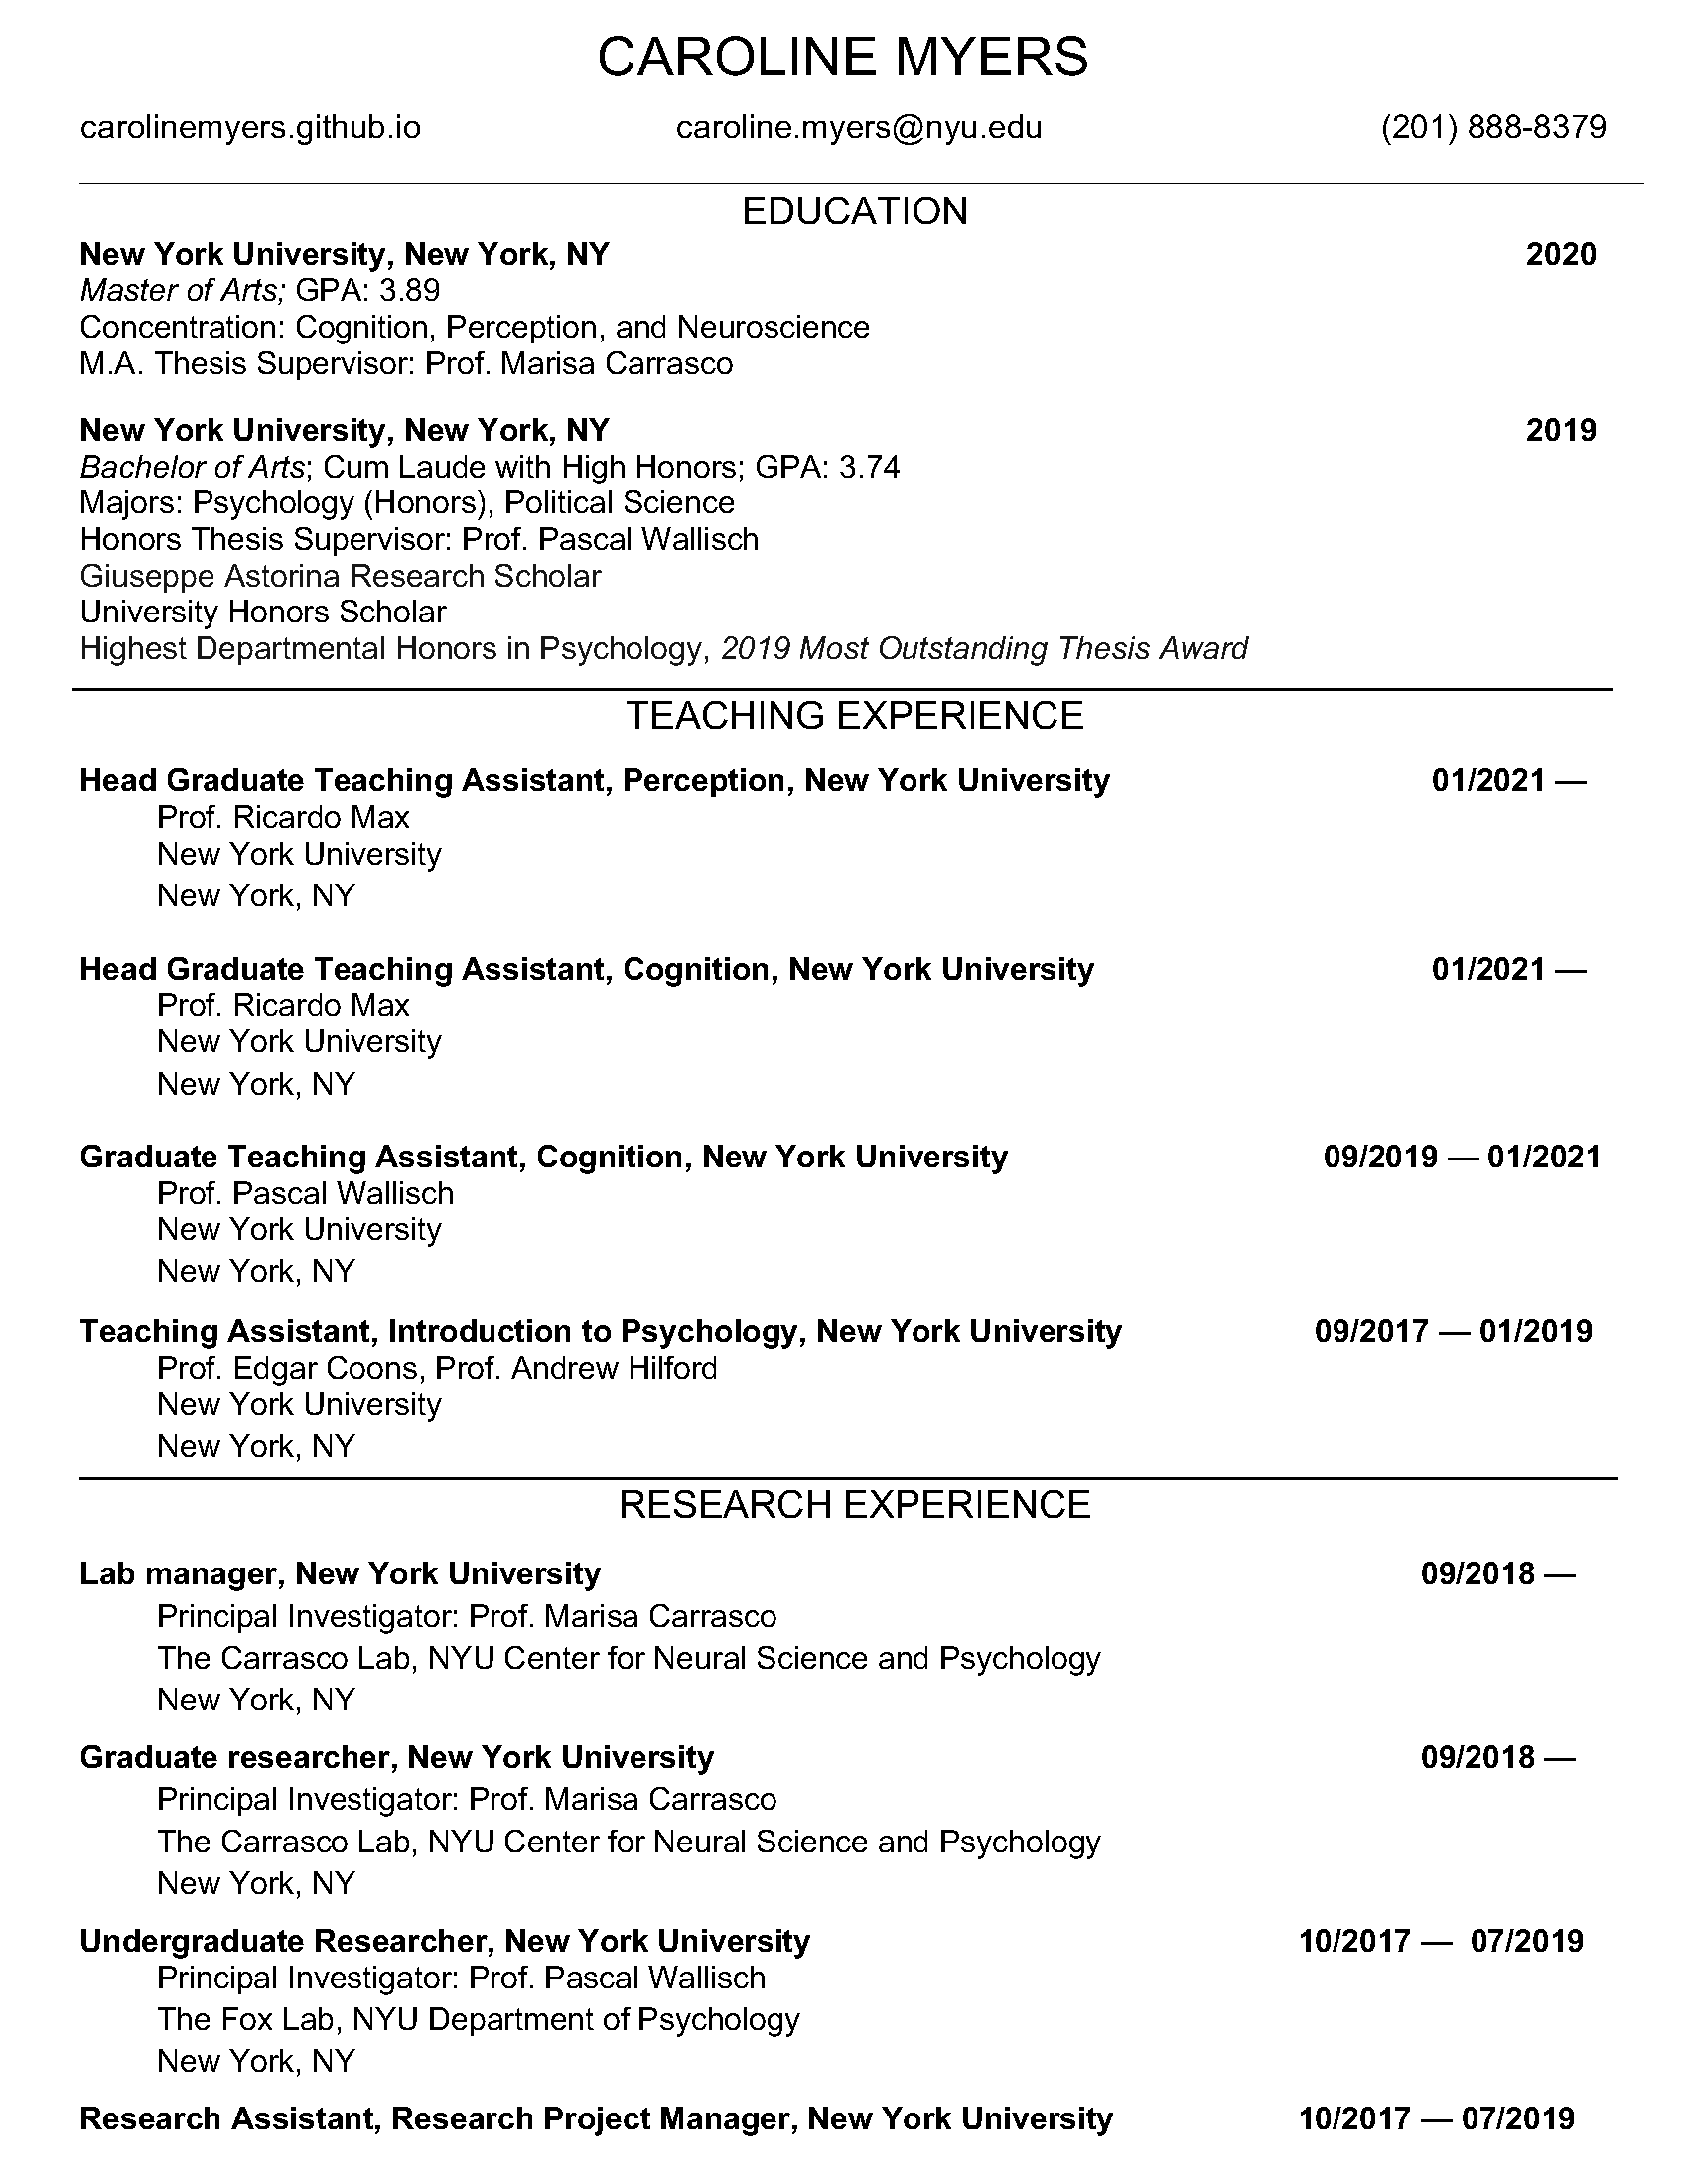 CAROLINE MYERS
carolinemyers.github.io caroline.myers@nyu.edu (201) 888-8379
EDUCATION
New York University, New York, NY 2020
Master of Arts; GPA: 3.89
Concentration: Cognition, Perception, and Neuroscience
M.A. Thesis Supervisor: Prof. Marisa Carrasco
New York University, New York, NY 2019
Bachelor of Arts; Cum Laude with High Honors; GPA: 3.74
Majors: Psychology (Honors), Political Science
Honors Thesis Supervisor: Prof. Pascal Wallisch
Giuseppe Astorina Research Scholar
University Honors Scholar
Highest Departmental Honors in Psychology, 2019 Most Outstanding Thesis Award
TEACHING EXPERIENCE
Head Graduate Teaching Assistant, Perception, New York University 01/2021 —
Prof. Ricardo Max
New York University
New York, NY
Head Graduate Teaching Assistant, Cognition, New York University 01/2021 —
Prof. Ricardo Max
New York University
New York, NY
Graduate Teaching Assistant, Cognition, New York University 09/2019 — 01/2021
Prof. Pascal Wallisch
New York University
New York, NY
Teaching Assistant, Introduction to Psychology, New York University 09/2017 — 01/2019
Prof. Edgar Coons, Prof. Andrew Hilford
New York University
New York, NY
RESEARCH EXPERIENCE
Lab manager, New York University 09/2018 —
Principal Investigator: Prof. Marisa Carrasco
The Carrasco Lab, NYU Center for Neural Science and Psychology
New York, NY
Graduate researcher, New York University 09/2018 —
Principal Investigator: Prof. Marisa Carrasco
The Carrasco Lab, NYU Center for Neural Science and Psychology
New York, NY
Undergraduate Researcher, New York University 10/2017 — 07/2019
Principal Investigator: Prof. Pascal Wallisch
The Fox Lab, NYU Department of Psychology
New York, NY
Research Assistant, Research Project Manager, New York University 10/2017 — 07/2019